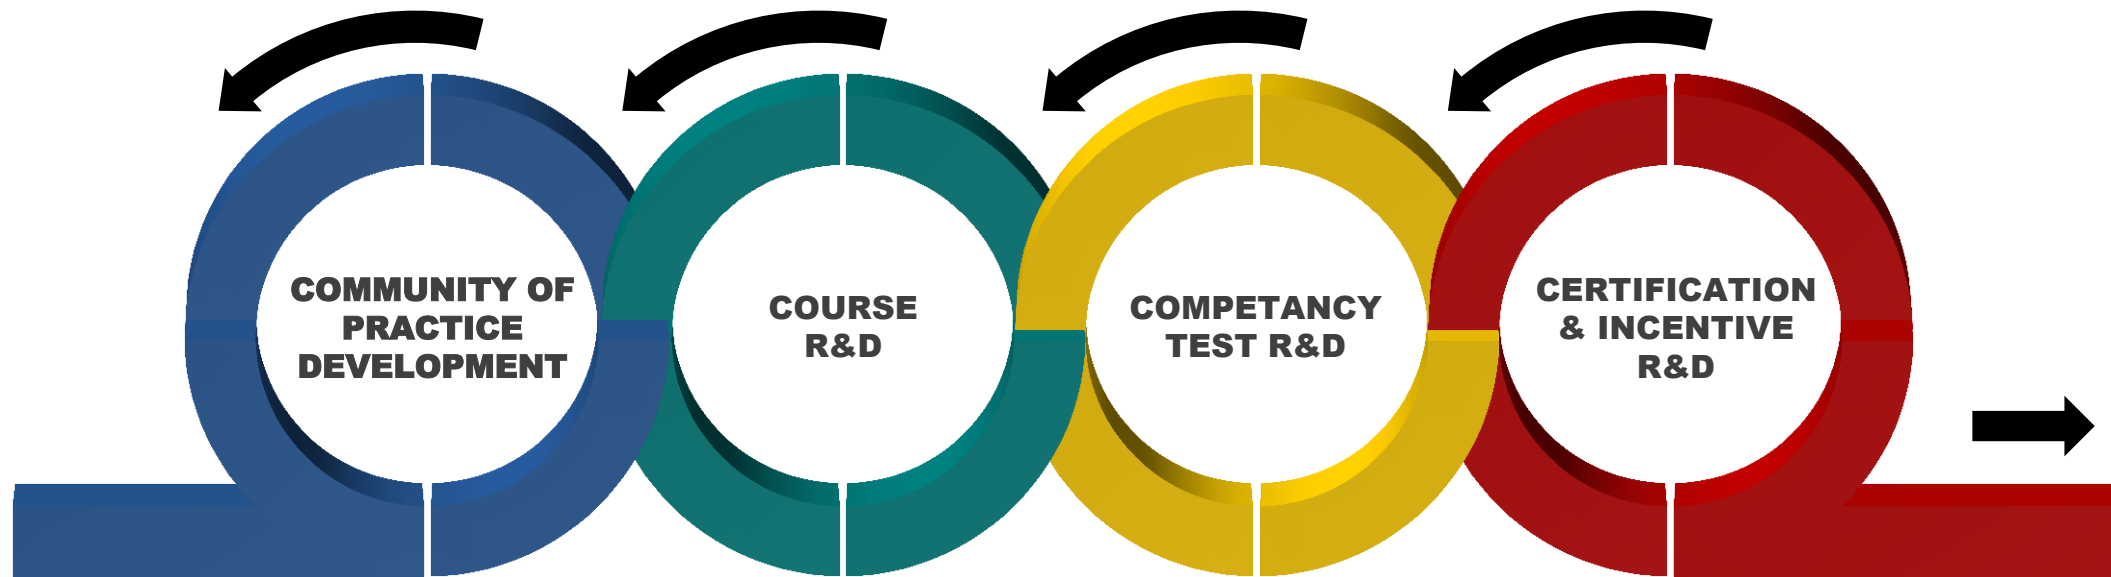 COMMUNITY OF
PRACTICE
DEVELOPMENT
COURSE
R&D
COMPETANCY
TEST R&D
CERTIFICATION
& INCENTIVE
R&D